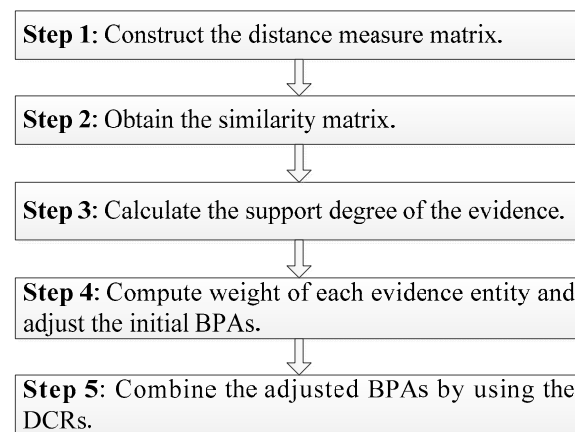 Step 1: Construct the distance measure matrix.
Step 2: Obtain the similarity matrix.
Step 3: Calculate the support degree of the evidence.
Step 4: Compute weight of each evidence entity and
adjust the initial BPAs.
Step 5: Combine the adjusted BPAs by using the
DCRs.